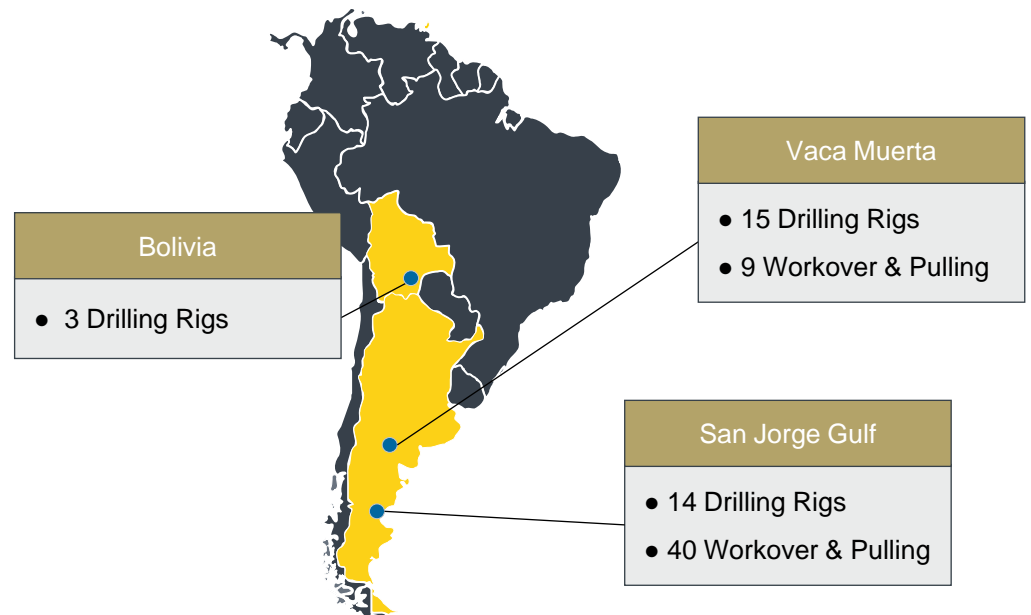 Vaca Muerta
● 15 Drilling Rigs
● 9 Workover & Pulling
Bolivia
● 3 Drilling Rigs
San Jorge Gulf
● 14 Drilling Rigs
● 40 Workover & Pulling